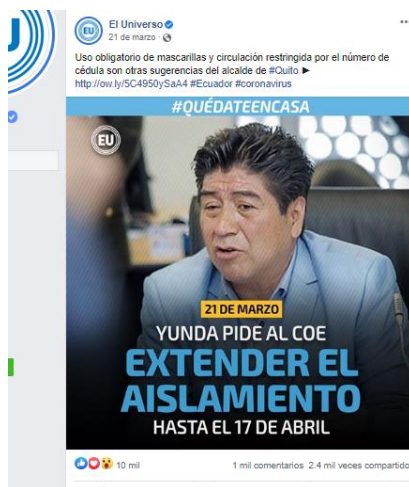 U
El Universo
EU
21 de marzo
Uso obligatorio de mascarillas y circulación restringida por el número de
cédula son otras sugerencias del alcalde de #Quito ►
http://ow.ly/5C4950ySaA4 #Ecuador #coronavirus
#QUÉDATEENCASA
EU
21 DE MARZO
YUNDA PIDE AL COE
EXTENDER EL
AISLAMIENTO
HASTA EL 17 DE ABRIL
10 mil 1 mil comentarios 2.4 mil veces compartido